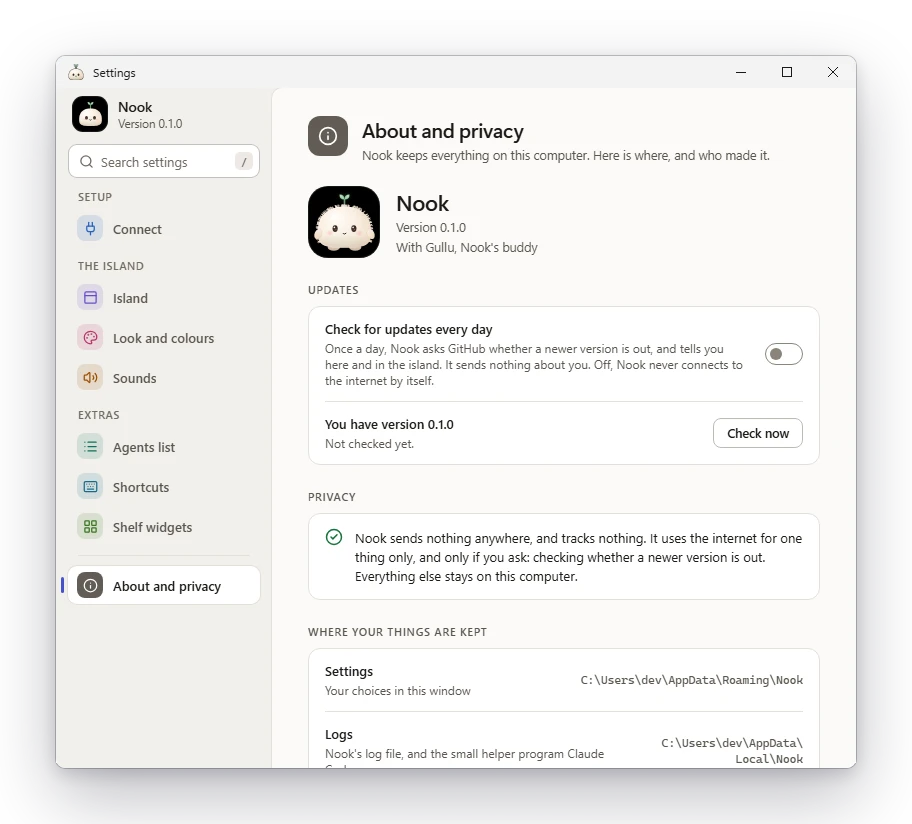 Settings
Nook
Version 0.1.0
Search settings /
SETUP
Connect
THE ISLAND
Island
Look and colours
Sounds
EXTRAS
Agents list
Shortcuts
Shelf widgets
About and privacy
About and privacy
Nook keeps everything on this computer. Here is where, and who made it.
Nook
Version 0.1.0
With Gullu, Nook's buddy
UPDATES
Check for updates every day
Once a day, Nook asks GitHub whether a newer version is out, and tells you
here and in the island. It sends nothing about you. Off, Nook never connects to
the internet by itself.
You have version 0.1.0
Not checked yet.
Check now
PRIVACY
Nook sends nothing anywhere, and tracks nothing. It uses the internet for one
thing only, and only if you ask: checking whether a newer version is out.
Everything else stays on this computer.
WHERE YOUR THINGS ARE KEPT
Settings
Your choices in this window
C:\Users\dev\AppData\Roaming\Nook
Logs
Nook's log file, and the small helper program Claude
C:\Users\dev\AppData\
Local\Nook